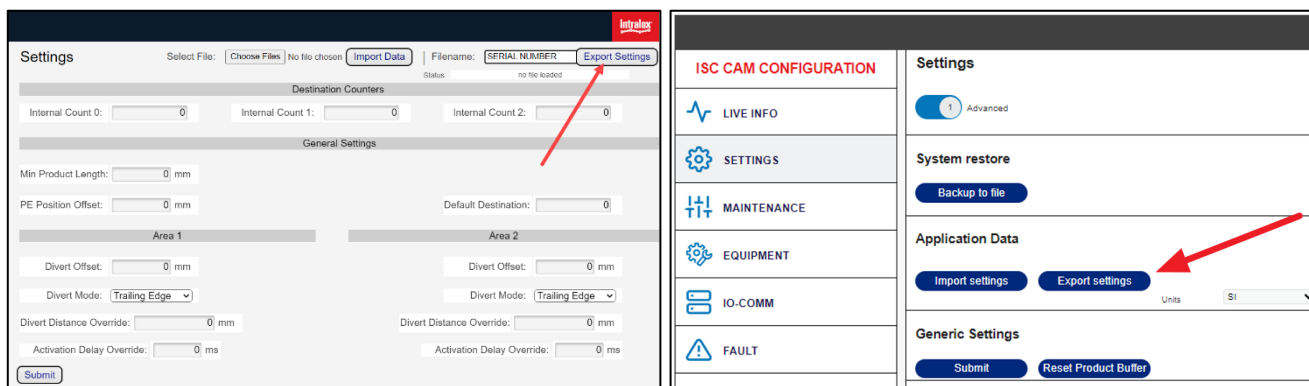 intralox
Settings
Select File: Choose Files No file chosen Import Data Filename: SERIAL NUMBER Export Settings
Status: no file loaded
Destination Counters
Internal Count 0: 0 Internal Count 1: 0 Internal Count 2: 0
General Settings
Min Product Length: 0 mm
PE Position Offset: 0 mm Default Destination: 0
Area 1 Area 2
Divert Offset: 0 mm Divert Offset: 0 mm
Divert Mode: Trailing Edge Divert Mode: Trailing Edge
Divert Distance Override: 0 mm Divert Distance Override: 0 mm
Activation Delay Override: 0 ms Activation Delay Override: 0 ms
Submit
ISC CAM CONFIGURATION
LIVE INFO
SETTINGS
MAINTENANCE
EQUIPMENT
IO-COMM
FAULT
Settings
1 Advanced
System restore
Backup to file
Application Data
Import settings Export settings
Units SI
Generic Settings
Submit Reset Product Buffer